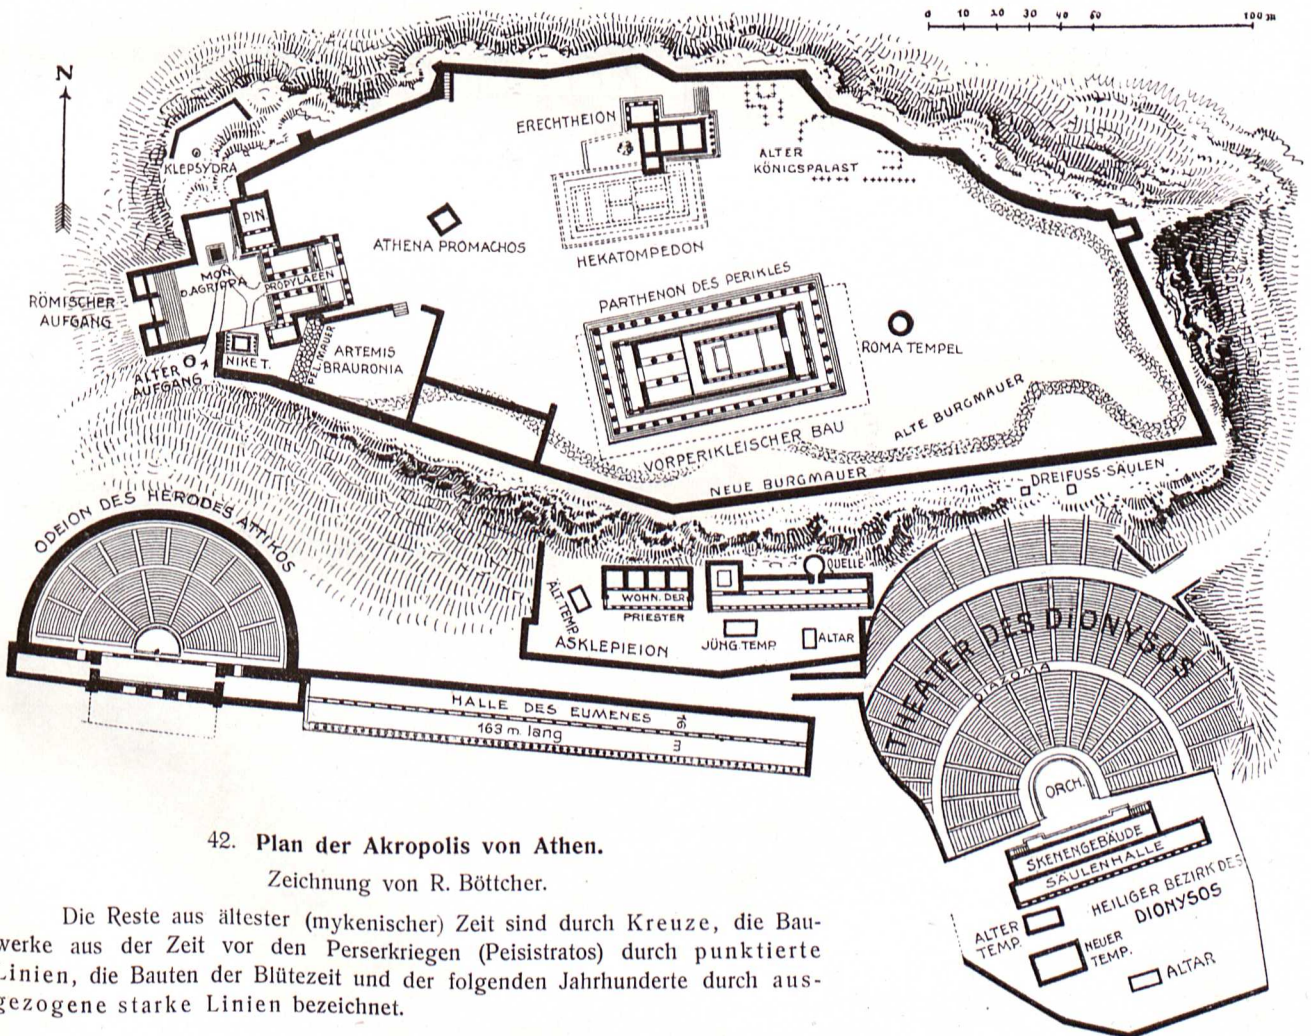 0 10 20 30 40 50 100 m
N
ERECHTHEION
KLEPSYDRA
ALTER
KÖNIGSPALAST
PIN.
ATHENA PROMACHOS
HEKATOMPEDON
MON.
D.AGRIPPA
PROPYLÄEN
RÖMISCHER
AUFGANG
PARTHENON DES PERIKLES
ROMA TEMPEL
NIKE T.
PEL. MAUER
ARTEMIS
BRAURONIA
ALTER
AUFGANG
ALTE BURGMAUER
VORPERIKLEISCHER BAU
NEUE BURGMAUER
DREIFUSS-SÄULEN
ODEION DES HERODES ATTIKOS
QUELLE
ÄLT. TEMP.
WOHN. DER
PRIESTER
ASKLEPIEION
JÜNG. TEMP.
ALTAR
THEATER DES DIONYSOS
DIAZOMA
HALLE DES EUMENES
163 m. lang
16 m
ORCH.
SKENENGEBÄUDE
SÄULENHALLE
HEILIGER BEZIRK DES
DIONYSOS
ALTER
TEMP.
NEUER
TEMP.
ALTAR
42. Plan der Akropolis von Athen.
Zeichnung von R. Böttcher.
Die Reste aus ältester (mykenischer) Zeit sind durch Kreuze, die Bau-
werke aus der Zeit vor den Perserkriegen (Peisistratos) durch punktierte
Linien, die Bauten der Blütezeit und der folgenden Jahrhunderte durch aus-
gezogene starke Linien bezeichnet.